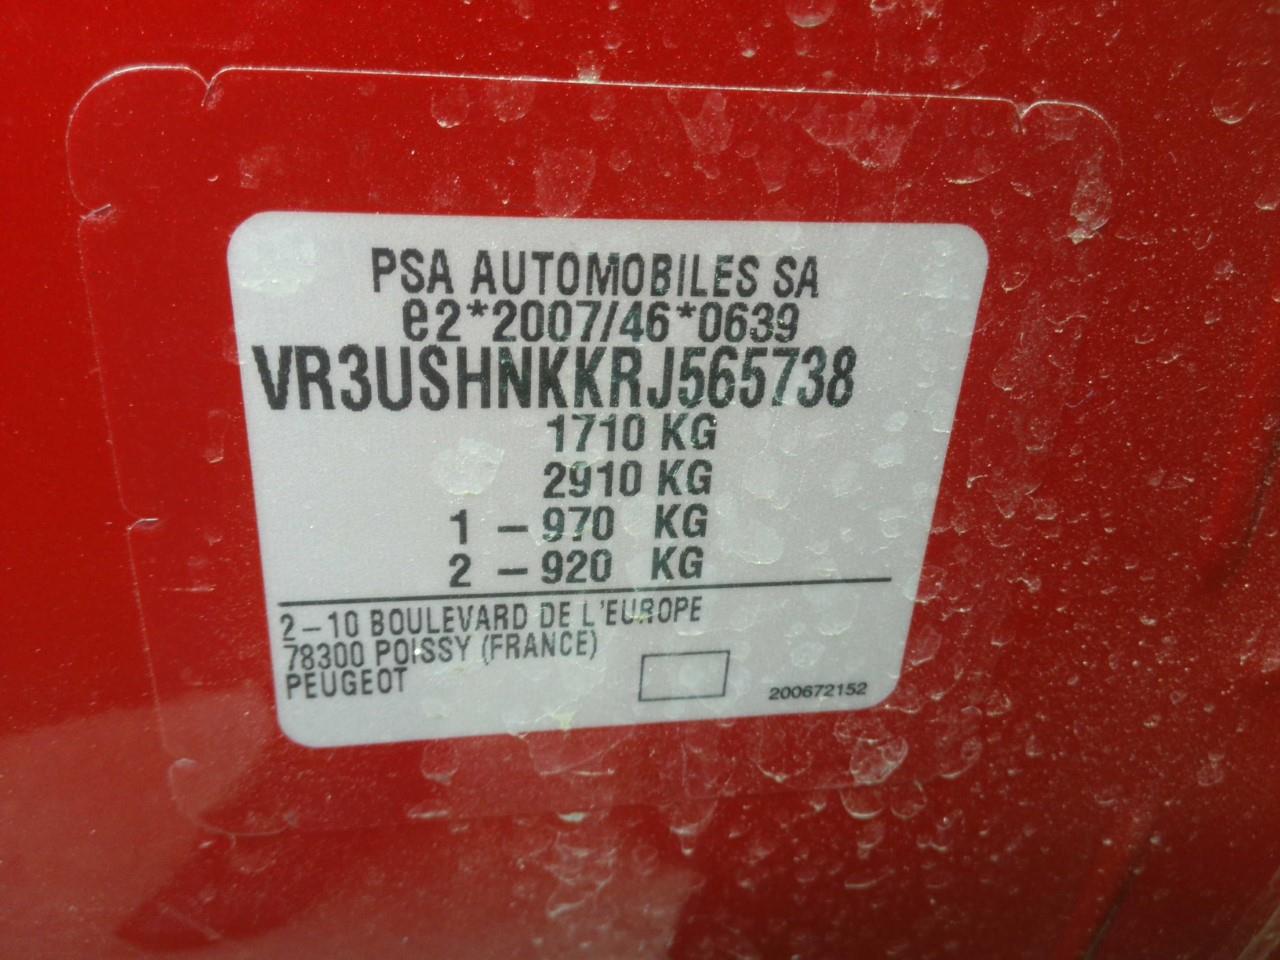 PSA AUTOMOBILES SA
e2*2007/46*0639
VR3USHNKKRJ565738
1710 KG
2910 KG
1 - 970 KG
2 - 920 KG
2-10 BOULEVARD DE L'EUROPE
78300 POISSY (FRANCE)
PEUGEOT
200672152